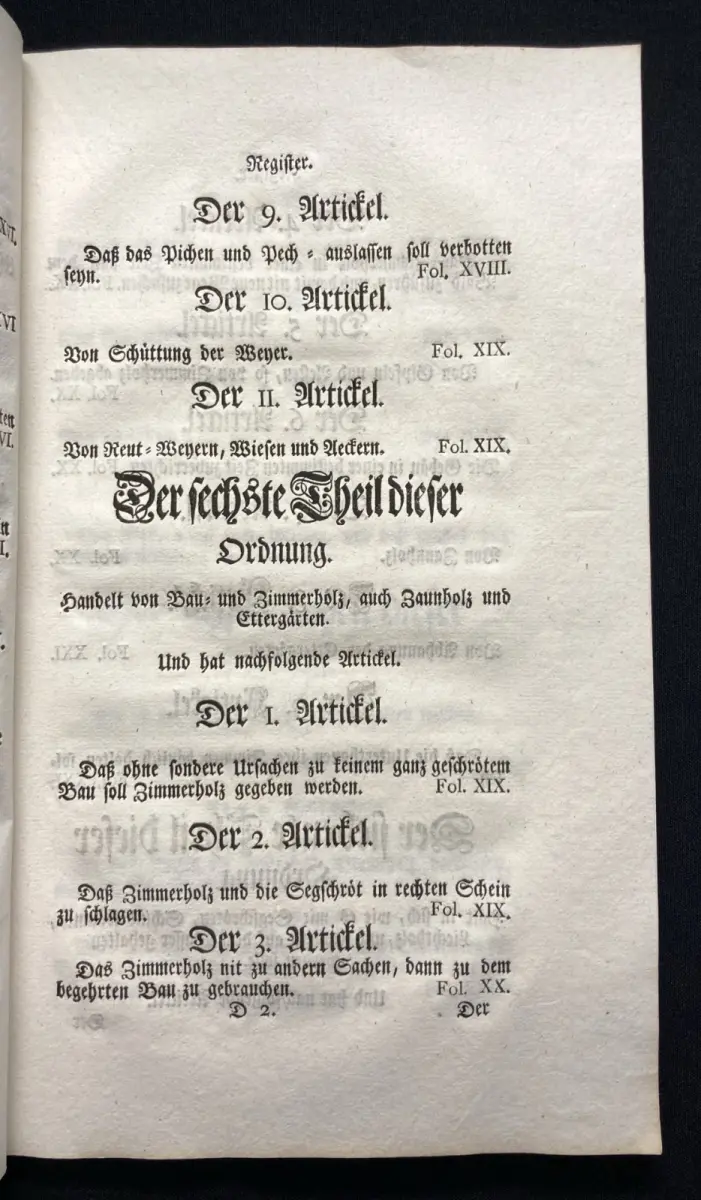 Register.
Der 9. Artickel.
Daß das Pichen und Pech = auslassen soll verbotten
seyn. Fol. XVIII.
Der 10. Artickel.
Von Schüttung der Weyer. Fol. XIX.
Der 11. Artickel.
Von Reut = Weyern, Wiesen und Aeckern. Fol. XIX.
Der sechste Theil dieser
Ordnung.
Handelt von Bau= und Zimmerholz, auch Zaunholz und
Ettergärten.
Und hat nachfolgende Artickel.
Der 1. Artickel.
Daß ohne sondere Ursachen zu keinem ganz geschrötem
Bau soll Zimmerholz gegeben werden. Fol. XIX.
Der 2. Artickel.
Daß Zimmerholz und die Segschröt in rechten Schein
zu schlagen. Fol. XIX.
Der 3. Artickel.
Das Zimmerholz nit zu andern Sachen, dann zu dem
begehrten Bau zu gebrauchen. Fol. XX.
D 2. Der